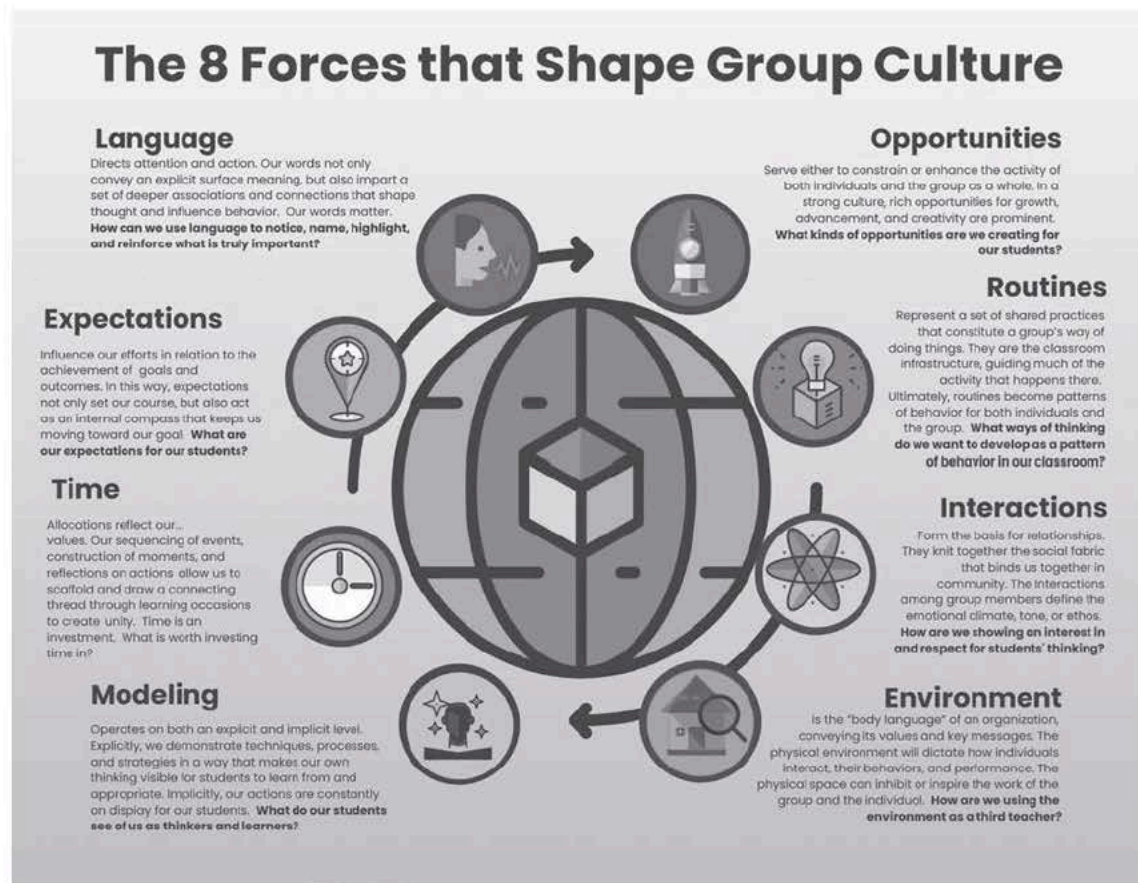 The 8 Forces that Shape Group Culture
Language
Directs attention and action. Our words not only
convey an explicit surface meaning, but also impart a
set of deeper associations and connections that shape
thought and influence behavior. Our words matter.
How can we use language to notice, name, highlight,
and reinforce what is truly important?
Expectations
Influence our efforts in relation to the
achievement of goals and
outcomes. In this way, expectations
not only set our course, but also act
as an internal compass that keeps us
moving toward our goal. What are
our expectations for our students?
Time
Allocations reflect our...
values. Our sequencing of events,
construction of moments, and
reflections on actions allow us to
scaffold and draw a connecting
thread through learning occasions
to create unity. Time is an
investment. What is worth investing
time in?
Modeling
Operates on both an explicit and implicit level.
Explicitly, we demonstrate techniques, processes,
and strategies in a way that makes our own
thinking visible for students to learn from and
appropriate. Implicitly, our actions are constantly
on display for our students. What do our students
see of us as thinkers and learners?
Opportunities
Serve either to constrain or enhance the activity of
both individuals and the group as a whole. In a
strong culture, rich opportunities for growth,
advancement, and creativity are prominent.
What kinds of opportunities are we creating for
our students?
Routines
Represent a set of shared practices
that constitute a group's way of
doing things. They are the classroom
infrastructure, guiding much of the
activity that happens there.
Ultimately, routines become patterns
of behavior for both individuals and
the group. What ways of thinking
do we want to develop as a pattern
of behavior in our classroom?
Interactions
Form the basis for relationships.
They knit together the social fabric
that binds us together in
community. The Interactions
among group members define the
emotional climate, tone, or ethos.
How are we showing an interest in
and respect for students' thinking?
Environment
Is the "body language" of an organization,
conveying its values and key messages. The
physical environment will dictate how individuals
interact, their behaviors, and performance. The
physical space can inhibit or inspire the work of the
group and the individual. How are we using the
environment as a third teacher?